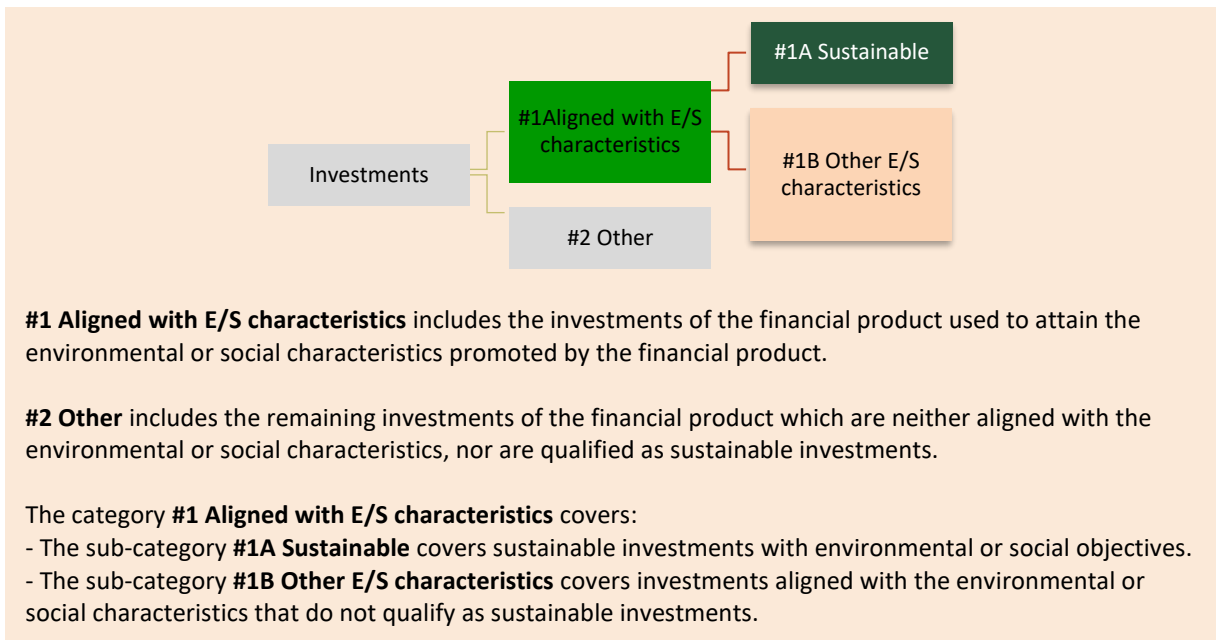 #1A Sustainable
#1Aligned with E/S
characteristics
#1B Other E/S
characteristics
Investments
#2 Other
#1 Aligned with E/S characteristics includes the investments of the financial product used to attain the
environmental or social characteristics promoted by the financial product.
#2 Other includes the remaining investments of the financial product which are neither aligned with the
environmental or social characteristics, nor are qualified as sustainable investments.
The category #1 Aligned with E/S characteristics covers:
- The sub-category #1A Sustainable covers sustainable investments with environmental or social objectives.
- The sub-category #1B Other E/S characteristics covers investments aligned with the environmental or
social characteristics that do not qualify as sustainable investments.